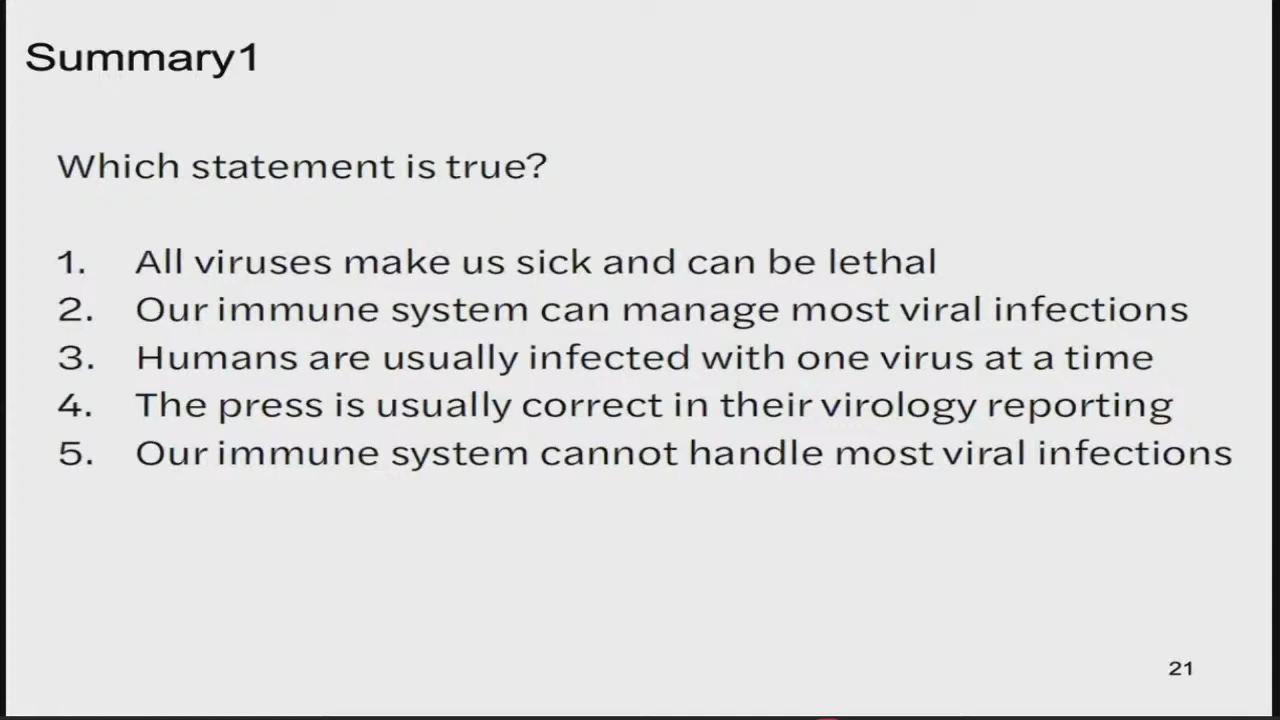 Summary1
Which statement is true?
1. All viruses make us sick and can be lethal
2. Our immune system can manage most viral infections
3. Humans are usually infected with one virus at a time
4. The press is usually correct in their virology reporting
5. Our immune system cannot handle most viral infections
21